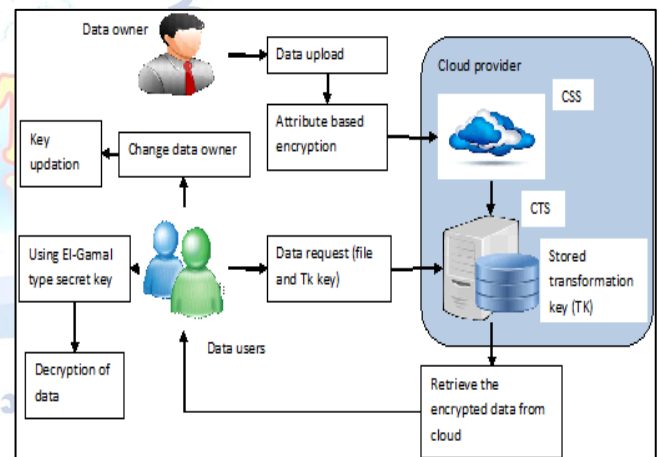 Data owner
Data upload
Cloud provider
CSS
Attribute based
encryption
Key
updation
Change data owner
CTS
Using El-Gamal
type secret key
Data request (file
and Tk key)
Stored
transformation
key (TK)
Data users
Decryption of
data
Retrieve the
encrypted data from
cloud